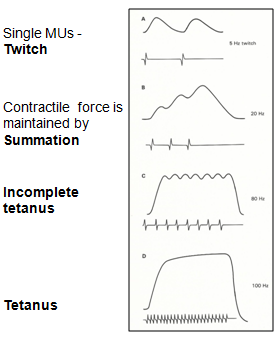 Single MUs -
Twitch
A
5 Hz twitch
Contractile force is
maintained by
Summation
B
20 Hz
Incomplete
tetanus
C
80 Hz
Tetanus
D
100 Hz